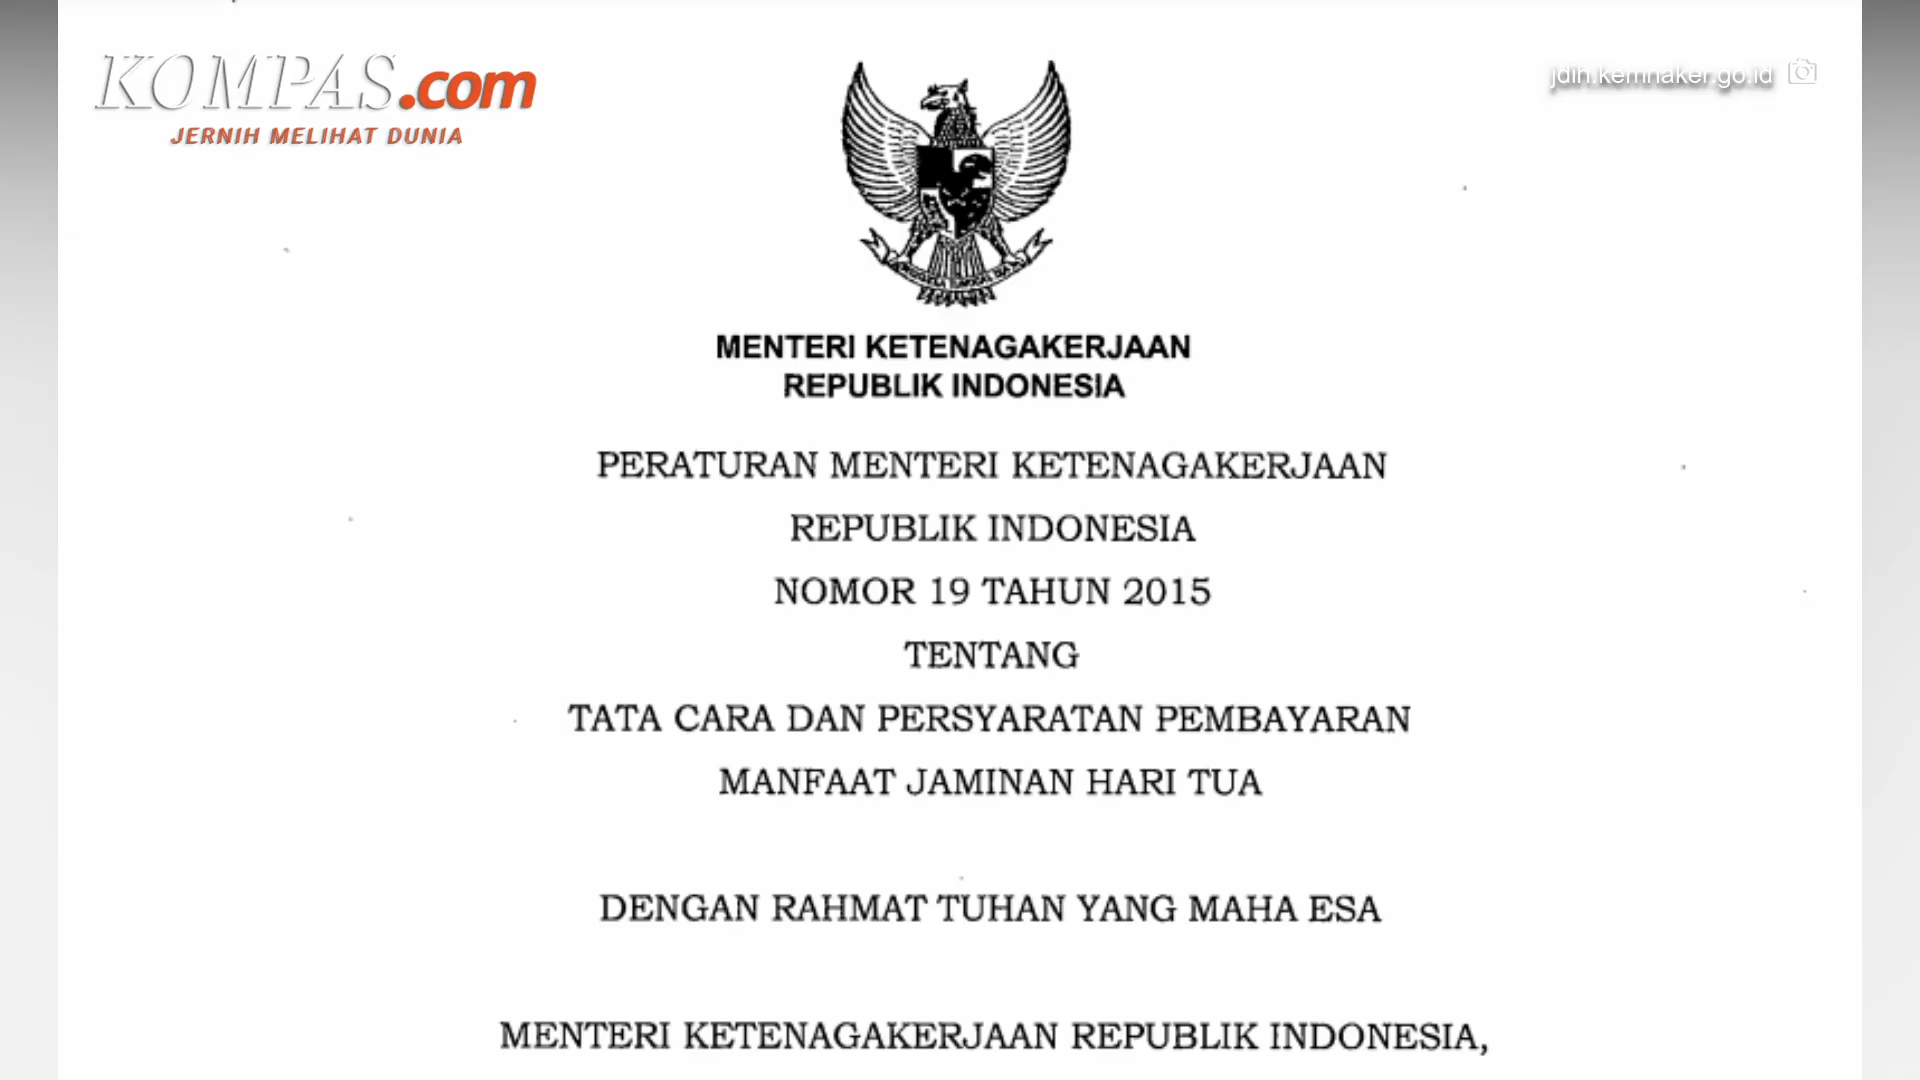 KOMPAS.com
JERNIH MELIHAT DUNIA
jdih.kemnaker.go.id
MENTERI KETENAGAKERJAAN
REPUBLIK INDONESIA
PERATURAN MENTERI KETENAGAKERJAAN
REPUBLIK INDONESIA
NOMOR 19 TAHUN 2015
TENTANG
TATA CARA DAN PERSYARATAN PEMBAYARAN
MANFAAT JAMINAN HARI TUA
DENGAN RAHMAT TUHAN YANG MAHA ESA
MENTERI KETENAGAKERJAAN REPUBLIK INDONESIA,